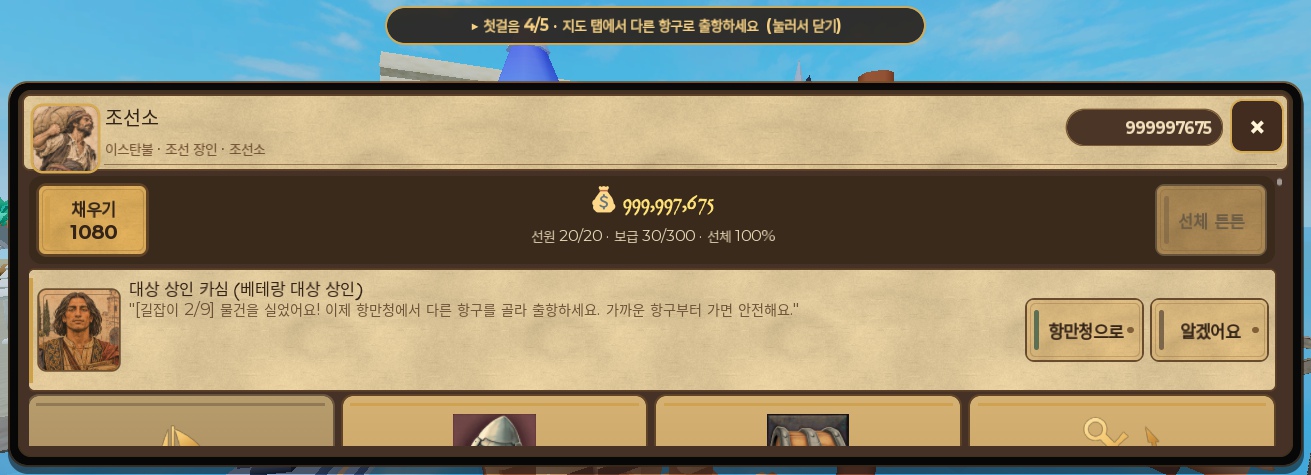 ▸ 첫걸음 4/5 · 지도 탭에서 다른 항구로 출항하세요 (눌러서 닫기)
조선소
이스탄불 · 조선 장인 · 조선소
999997675
×
채우기
1080
$ 999,997,675
선원 20/20 · 보급 30/300 · 선체 100%
선체 튼튼
대상 상인 카심 (베테랑 대상 상인)
"[길잡이 2/9] 물건을 실었어요! 이제 항만청에서 다른 항구를 골라 출항하세요. 가까운 항구부터 가면 안전해요."
항만청으로
알겠어요